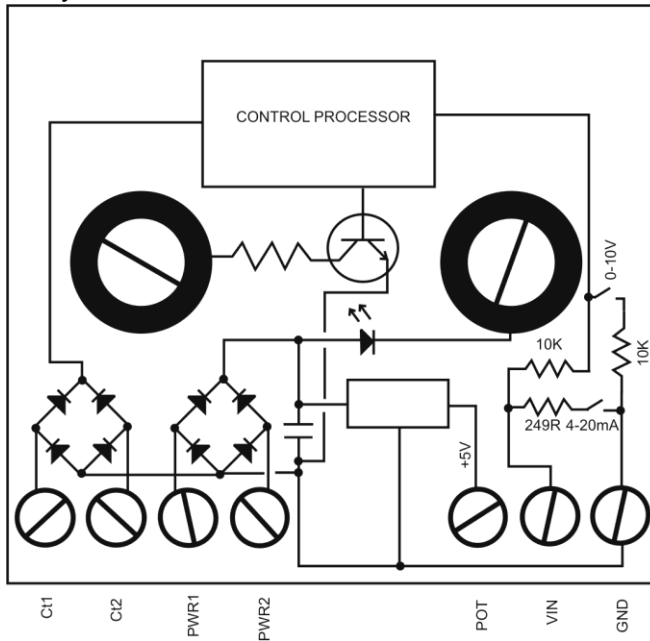 CONTROL PROCESSOR
0-10V
10K
10K
249R 4-20mA
+5V
Ct1
Ct2
PWR1
PWR2
POT
VIN
GND